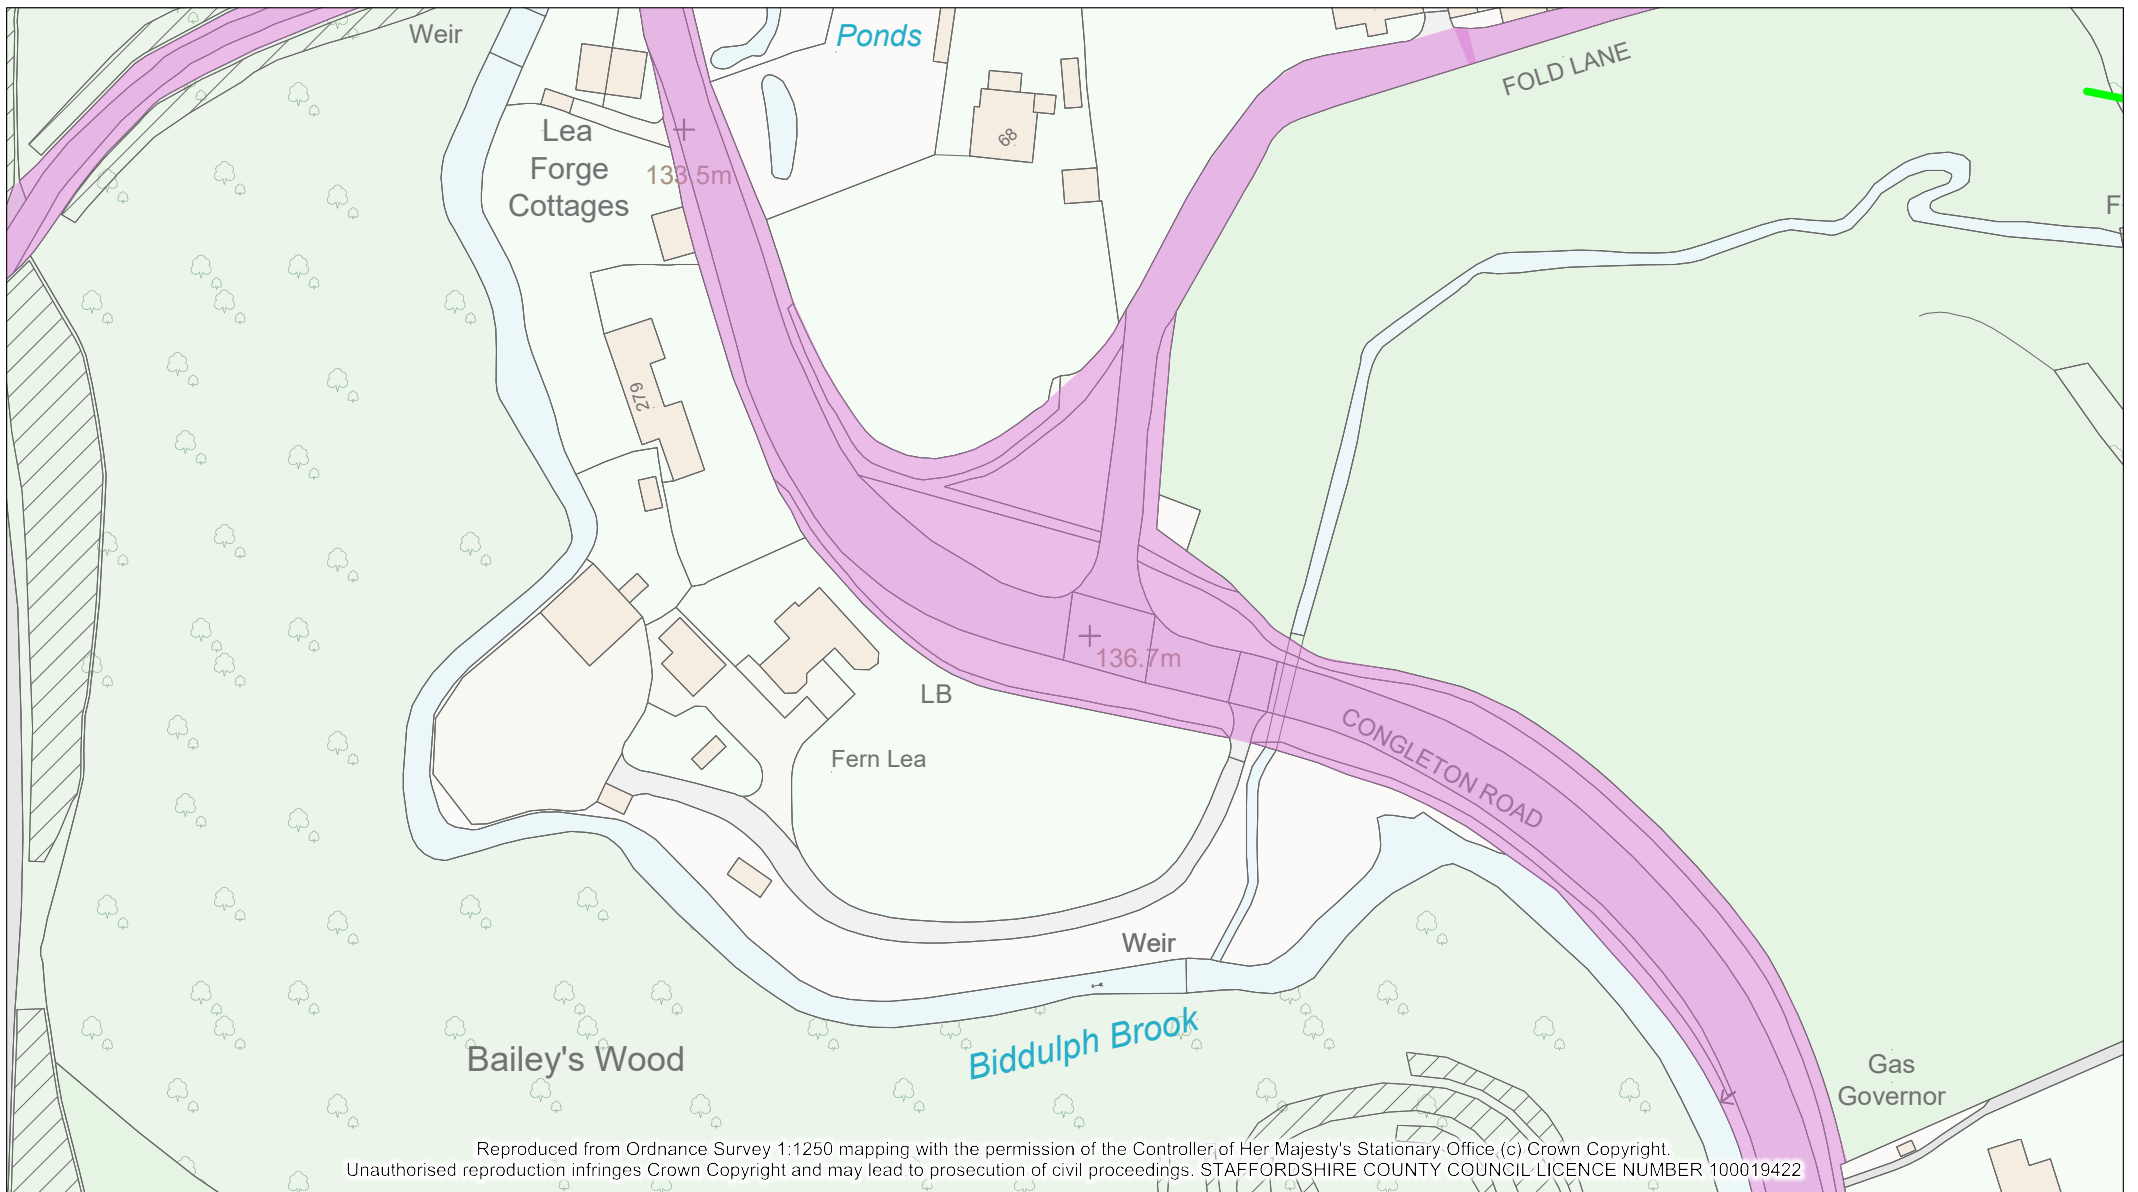 Weir
Ponds
FOLD LANE
Lea
Forge
Cottages
68
133.5m
F
279
136.7m
LB
Fern Lea
CONGLETON ROAD
Weir
Biddulph Brook
Bailey's Wood
Gas
Governor
Reproduced from Ordnance Survey 1:1250 mapping with the permission of the Controller of Her Majesty's Stationary Office (c) Crown Copyright.
Unauthorised reproduction infringes Crown Copyright and may lead to prosecution of civil proceedings. STAFFORDSHIRE COUNTY COUNCIL LICENCE NUMBER 100019422